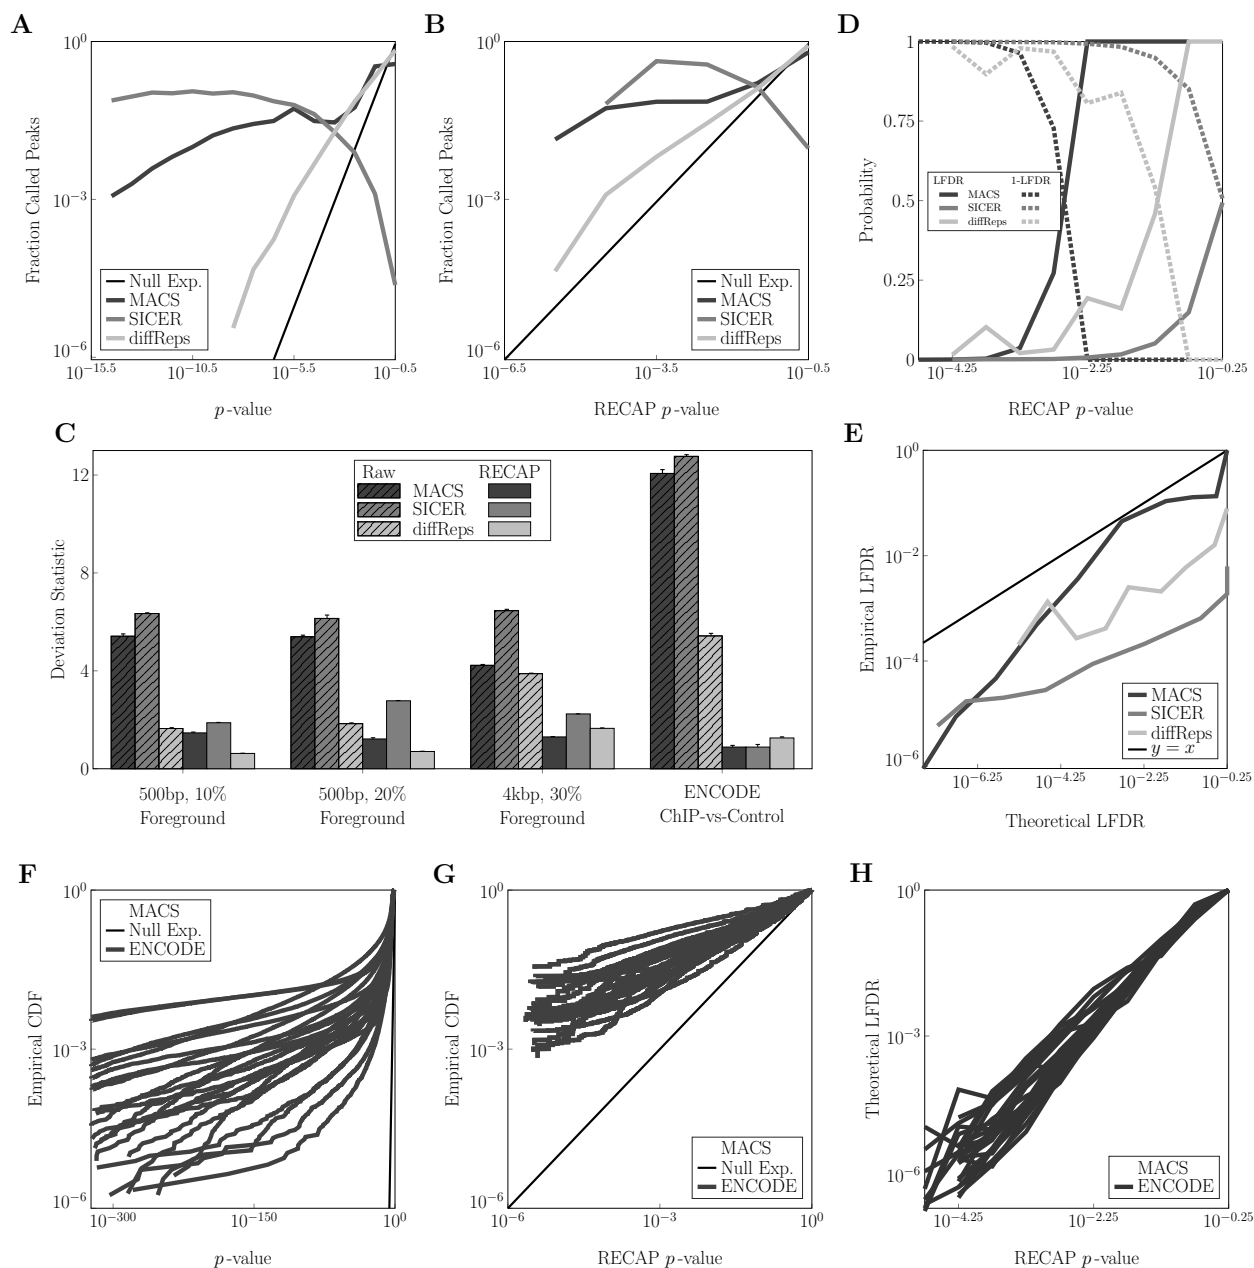 A
10^0
10^−3
10^−6
10^−15.5
10^−10.5
10^−5.5
10^−0.5
Fraction Called Peaks
p-value
Null Exp.
MACS
SICER
diffReps
B
10^0
10^−3
10^−6
10^−6.5
10^−3.5
10^−0.5
Fraction Called Peaks
RECAP p-value
Null Exp.
MACS
SICER
diffReps
D
1
0.75
0.5
0.25
0
10^−4.25
10^−2.25
10^−0.25
Probability
RECAP p-value
LFDR 1-LFDR
MACS
SICER
diffReps
C
12
8
4
0
Deviation Statistic
Raw RECAP
MACS
SICER
diffReps
500bp, 10%
Foreground
500bp, 20%
Foreground
4kbp, 30%
Foreground
ENCODE
ChIP-vs-Control
E
10^0
10^−2
10^−4
10^−6
10^−6.25
10^−4.25
10^−2.25
10^−0.25
Empirical LFDR
Theoretical LFDR
MACS
SICER
diffReps
y = x
F
10^0
10^−3
10^−6
10^−300
10^−150
10^0
Empirical CDF
p-value
MACS
Null Exp.
ENCODE
G
10^0
10^−3
10^−6
10^−6
10^−3
10^0
Empirical CDF
RECAP p-value
MACS
Null Exp.
ENCODE
H
10^0
10^−3
10^−6
10^−4.25
10^−2.25
10^−0.25
Theoretical LFDR
RECAP p-value
MACS
ENCODE